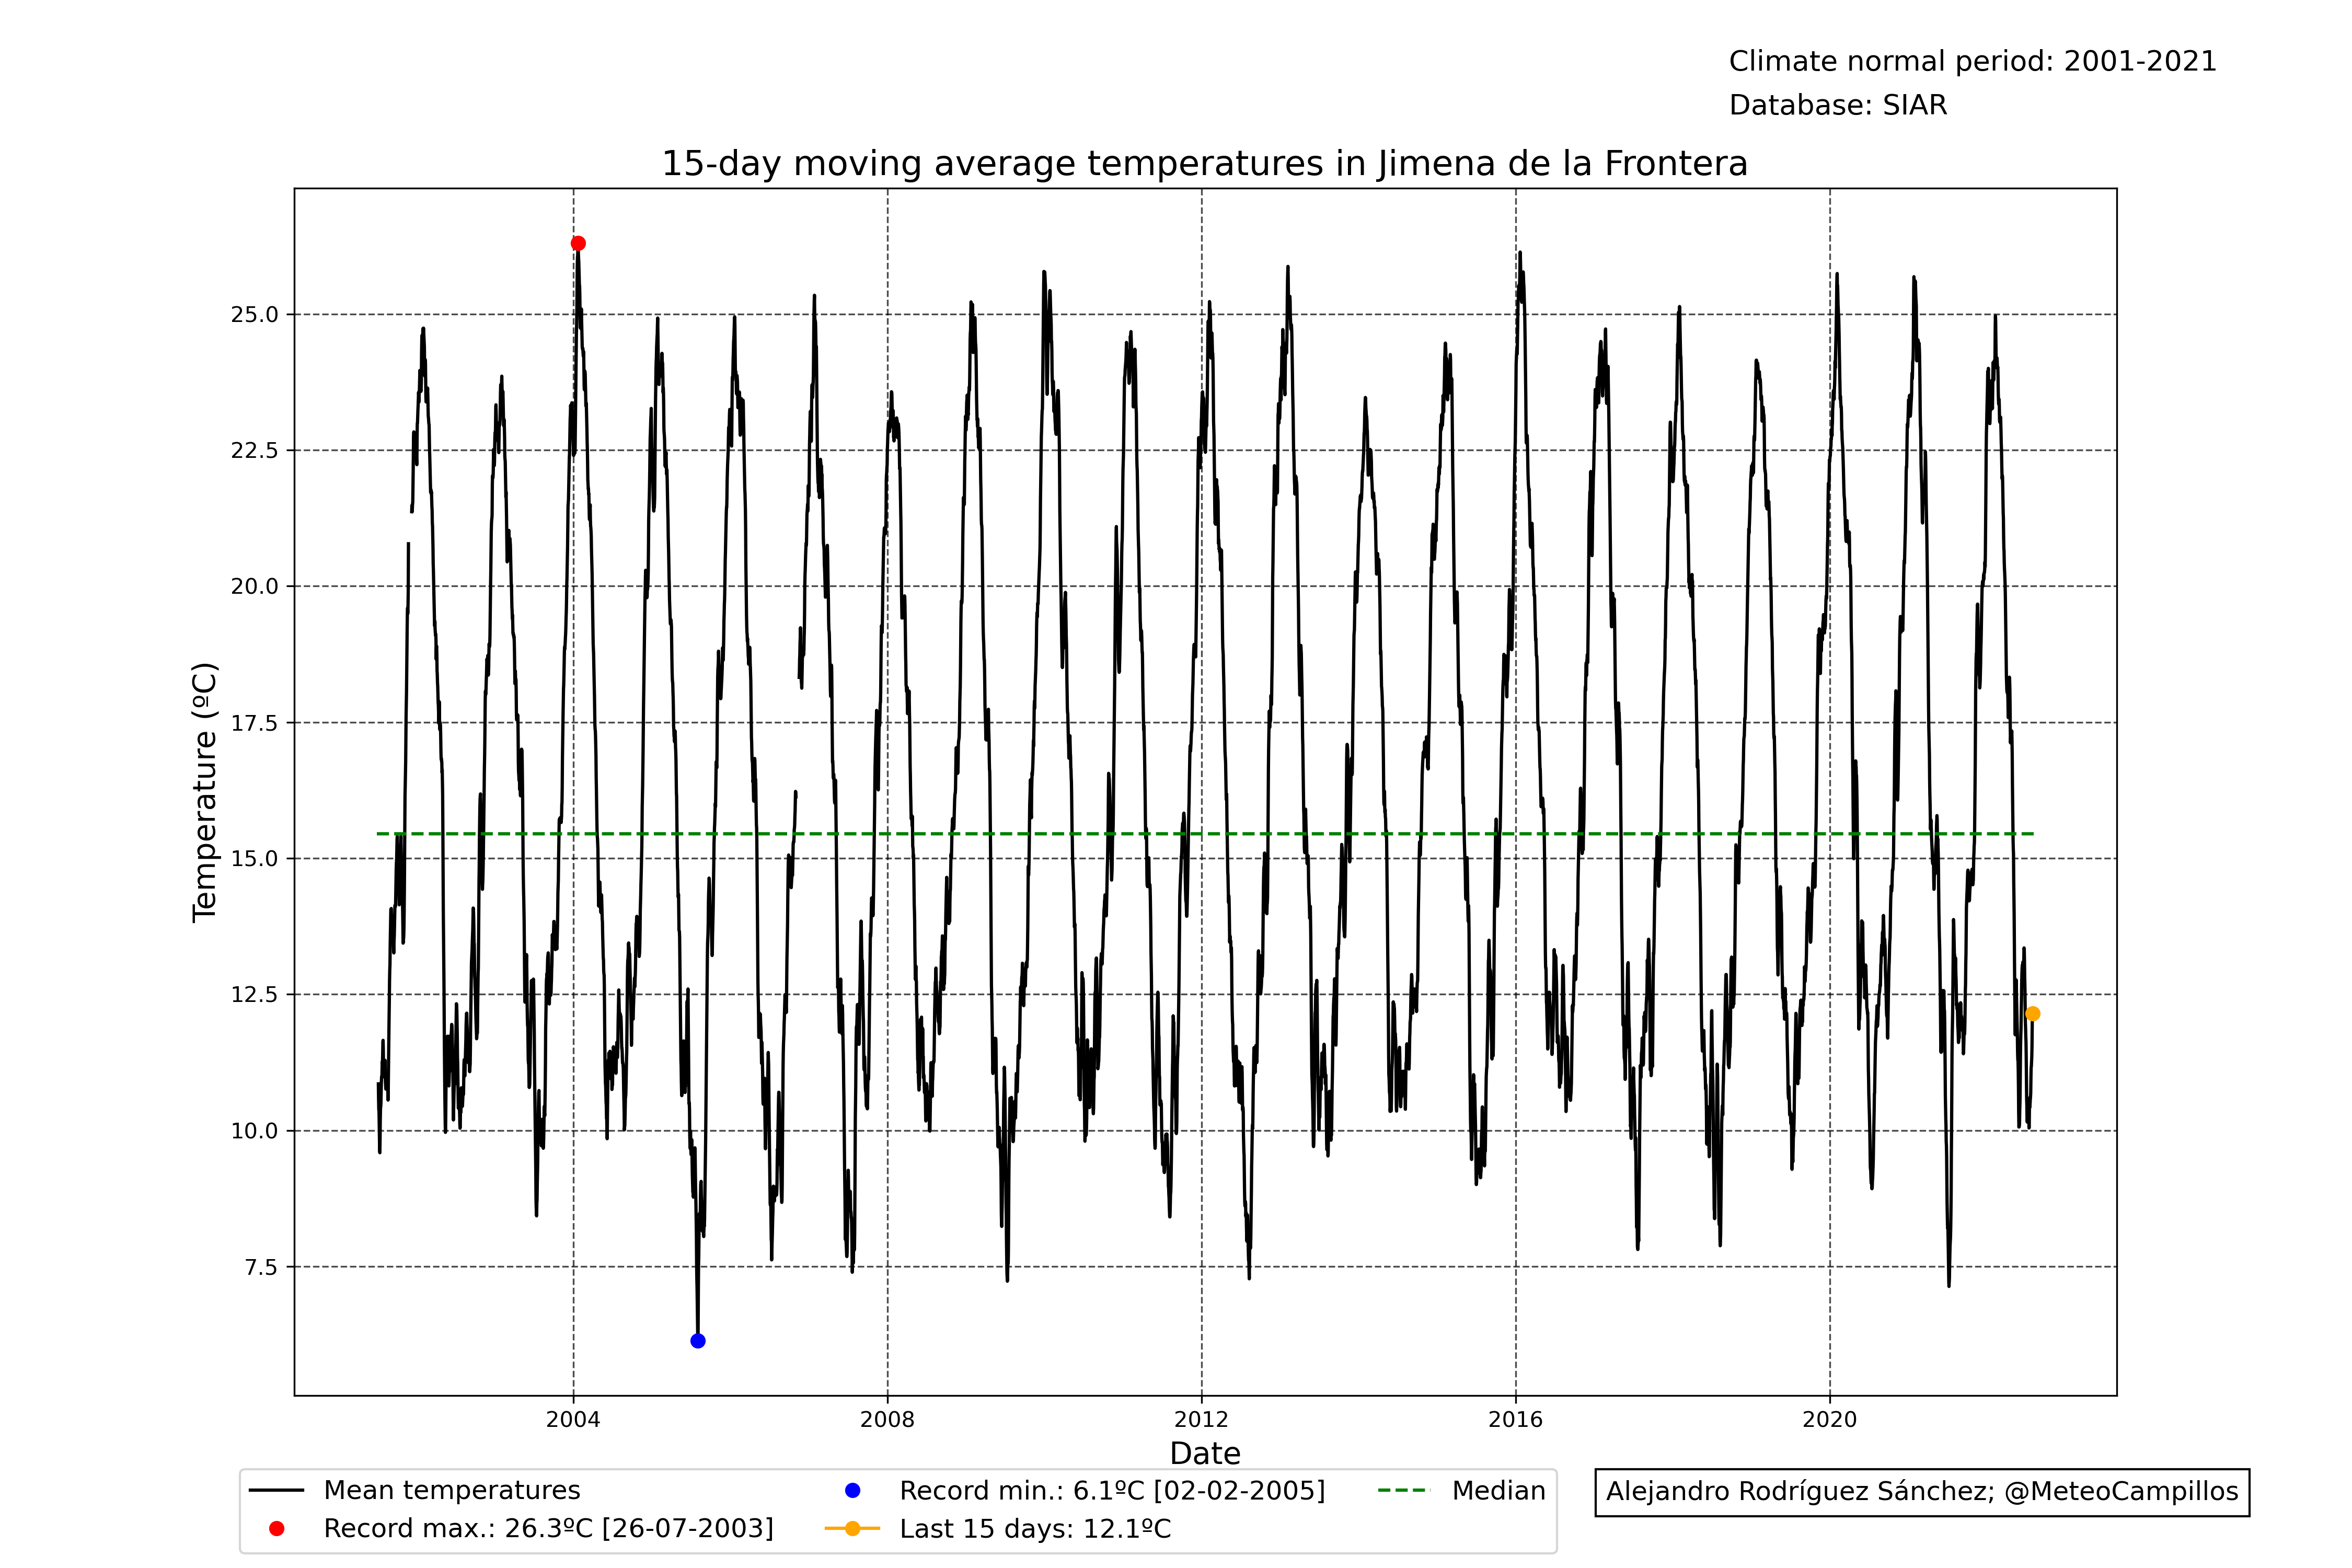 Climate normal period: 2001-2021
Database: SIAR
15-day moving average temperatures in Jimena de la Frontera
Temperature (ºC)
25.0
22.5
20.0
17.5
15.0
12.5
10.0
7.5
2004
2008
2012
2016
2020
Date
Mean temperatures
Record max.: 26.3ºC [26-07-2003]
Record min.: 6.1ºC [02-02-2005]
Last 15 days: 12.1ºC
Median
Alejandro Rodríguez Sánchez; @MeteoCampillos